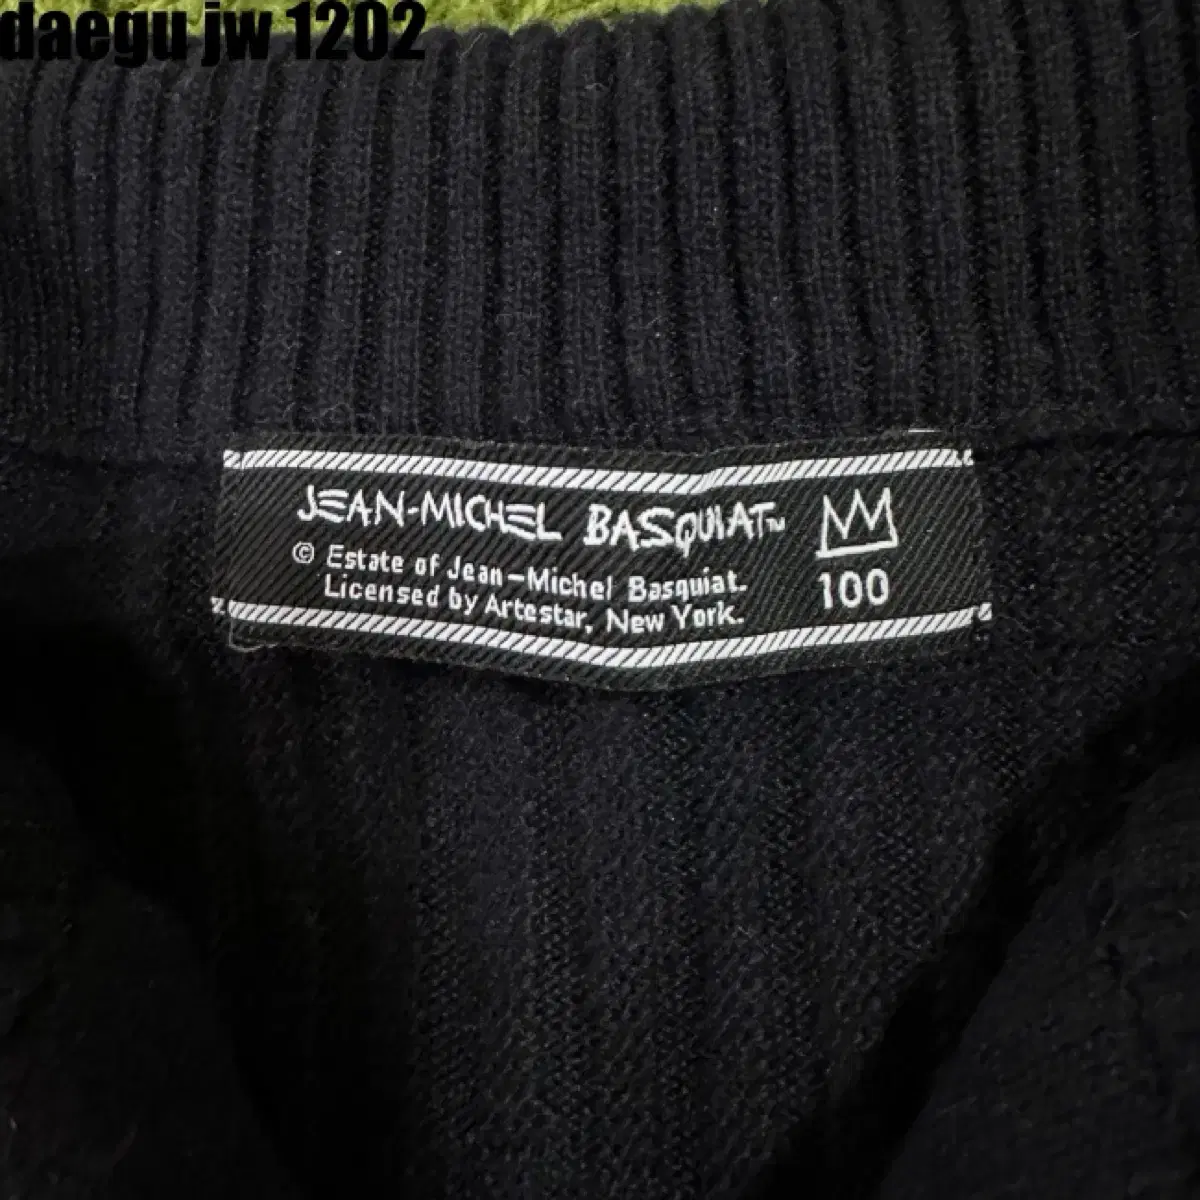 daegu jw 1202
JEAN-MICHEL BASQUIAT™
© Estate of Jean-Michel Basquiat.
Licensed by Artestar, New York.
100